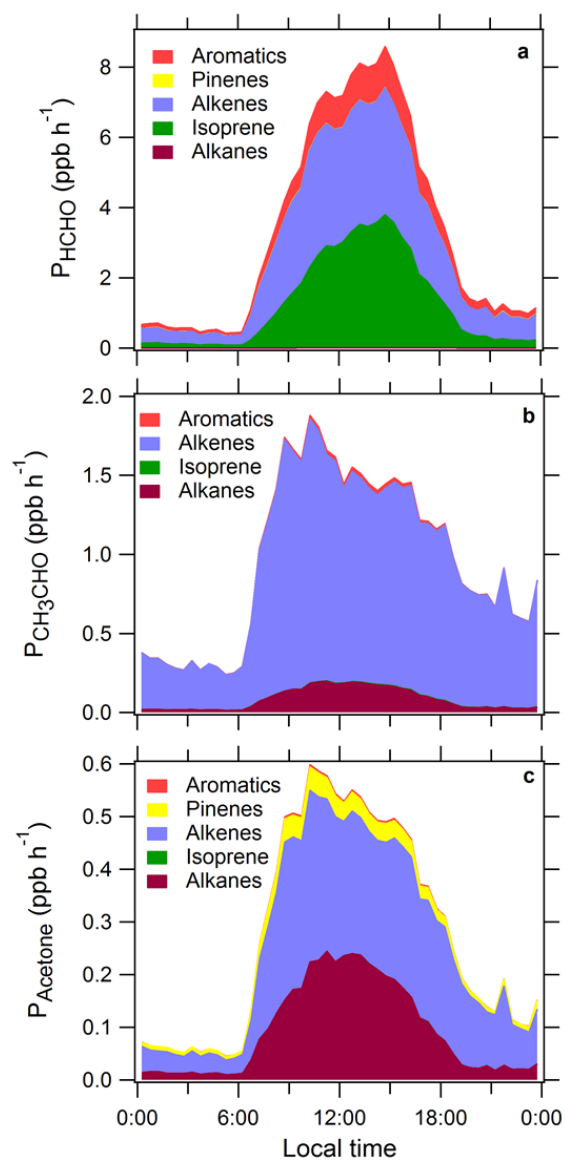 a
Aromatics
Pinenes
Alkenes
Isoprene
Alkanes
8
6
4
2
0
P_HCHO (ppb h⁻¹)
b
Aromatics
Alkenes
Isoprene
Alkanes
2.0
1.5
1.0
0.5
0.0
P_CH₃CHO (ppb h⁻¹)
c
Aromatics
Pinenes
Alkenes
Isoprene
Alkanes
0.6
0.5
0.4
0.3
0.2
0.1
0.0
P_Acetone (ppb h⁻¹)
0:00 6:00 12:00 18:00 0:00
Local time